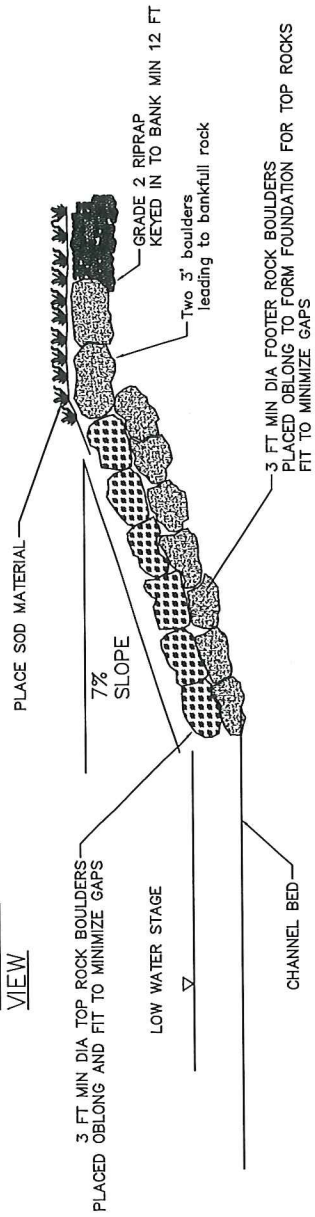 VIEW
PLACE SOD MATERIAL
7%
SLOPE
GRADE 2 RIPRAP
KEYED IN TO BANK MIN 12 FT
Two 3' boulders
leading to bankfull rock
3 FT MIN DIA TOP ROCK BOULDERS
PLACED OBLONG AND FIT TO MINIMIZE GAPS
LOW WATER STAGE
CHANNEL BED
3 FT MIN DIA FOOTER ROCK BOULDERS
PLACED OBLONG TO FORM FOUNDATION FOR TOP ROCKS
FIT TO MINIMIZE GAPS